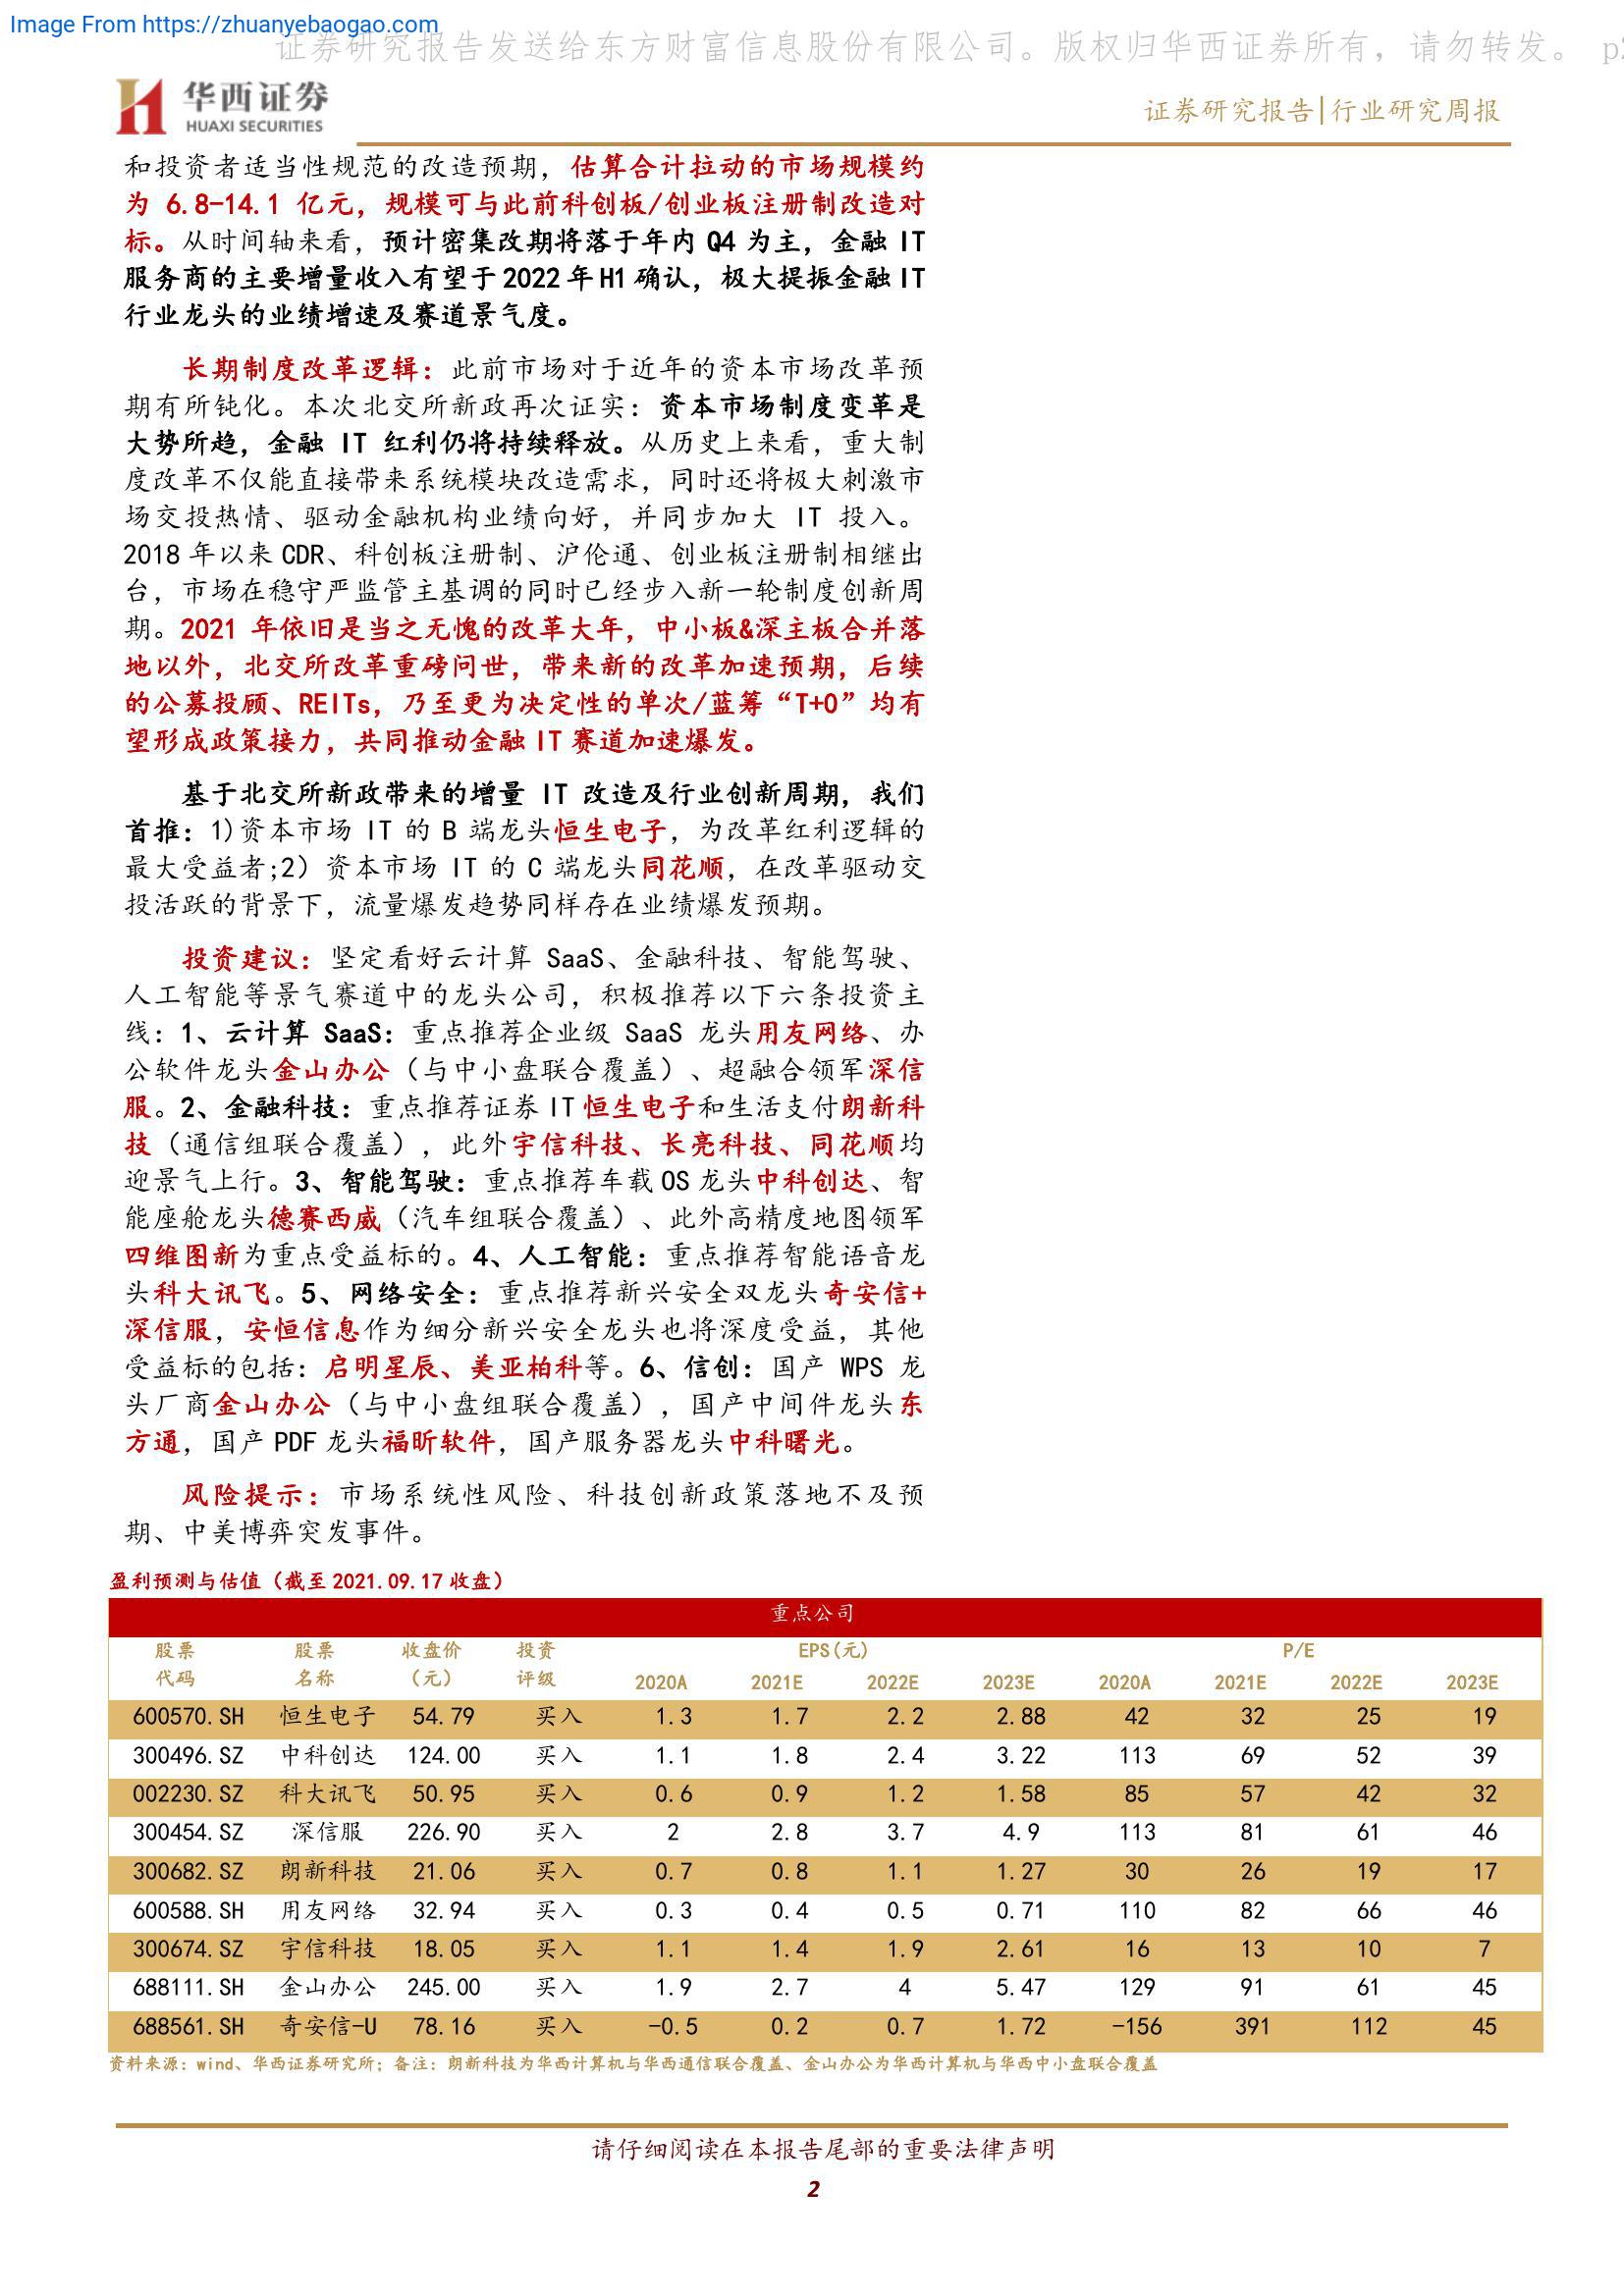 Image From https://zhuanyebaogao.com
证券研究报告发送给东方财富信息股份有限公司。版权归华西证券所有，请勿转发。 p2
华西证券
HUAXI SECURITIES
证券研究报告|行业研究周报
和投资者适当性规范的改造预期，估算合计拉动的市场规模约
为 6.8-14.1 亿元，规模可与此前科创板/创业板注册制改造对
标。从时间轴来看，预计密集改期将落于年内 Q4 为主，金融 IT
服务商的主要增量收入有望于 2022 年 H1 确认，极大提振金融 IT
行业龙头的业绩增速及赛道景气度。
长期制度改革逻辑：此前市场对于近年的资本市场改革预
期有所钝化。本次北交所新政再次证实：资本市场制度变革是
大势所趋，金融 IT 红利仍将持续释放。从历史上来看，重大制
度改革不仅能直接带来系统模块改造需求，同时还将极大刺激市
场交投热情、驱动金融机构业绩向好，并同步加大 IT 投入。
2018 年以来 CDR、科创板注册制、沪伦通、创业板注册制相继出
台，市场在稳守严监管主基调的同时已经步入新一轮制度创新周
期。2021 年依旧是当之无愧的改革大年，中小板&深主板合并落
地以外，北交所改革重磅问世，带来新的改革加速预期，后续
的公募投顾、REITs，乃至更为决定性的单次/蓝筹“T+0”均有
望形成政策接力，共同推动金融 IT 赛道加速爆发。
基于北交所新政带来的增量 IT 改造及行业创新周期，我们
首推：1)资本市场 IT 的 B 端龙头恒生电子，为改革红利逻辑的
最大受益者;2) 资本市场 IT 的 C 端龙头同花顺，在改革驱动交
投活跃的背景下，流量爆发趋势同样存在业绩爆发预期。
投资建议：坚定看好云计算 SaaS、金融科技、智能驾驶、
人工智能等景气赛道中的龙头公司，积极推荐以下六条投资主
线：1、云计算 SaaS：重点推荐企业级 SaaS 龙头用友网络、办
公软件龙头金山办公（与中小盘联合覆盖）、超融合领军深信
服。2、金融科技：重点推荐证券 IT 恒生电子和生活支付朗新科
技（通信组联合覆盖），此外宇信科技、长亮科技、同花顺均
迎景气上行。3、智能驾驶：重点推荐车载 OS 龙头中科创达、智
能座舱龙头德赛西威（汽车组联合覆盖）、此外高精度地图领军
四维图新为重点受益标的。4、人工智能：重点推荐智能语音龙
头科大讯飞。5、网络安全：重点推荐新兴安全双龙头奇安信+
深信服，安恒信息作为细分新兴安全龙头也将深度受益，其他
受益标的包括：启明星辰、美亚柏科等。6、信创：国产 WPS 龙
头厂商金山办公（与中小盘组联合覆盖），国产中间件龙头东
方通，国产 PDF 龙头福昕软件，国产服务器龙头中科曙光。
风险提示：市场系统性风险、科技创新政策落地不及预
期、中美博弈突发事件。
盈利预测与估值（截至 2021.09.17 收盘）
重点公司
股票 股票 收盘价 投资 EPS(元) P/E
代码 名称 （元） 评级 2020A 2021E 2022E 2023E 2020A 2021E 2022E 2023E
600570.SH 恒生电子 54.79 买入 1.3 1.7 2.2 2.88 42 32 25 19
300496.SZ 中科创达 124.00 买入 1.1 1.8 2.4 3.22 113 69 52 39
002230.SZ 科大讯飞 50.95 买入 0.6 0.9 1.2 1.58 85 57 42 32
300454.SZ 深信服 226.90 买入 2 2.8 3.7 4.9 113 81 61 46
300682.SZ 朗新科技 21.06 买入 0.7 0.8 1.1 1.27 30 26 19 17
600588.SH 用友网络 32.94 买入 0.3 0.4 0.5 0.71 110 82 66 46
300674.SZ 宇信科技 18.05 买入 1.1 1.4 1.9 2.61 16 13 10 7
688111.SH 金山办公 245.00 买入 1.9 2.7 4 5.47 129 91 61 45
688561.SH 奇安信-U 78.16 买入 -0.5 0.2 0.7 1.72 -156 391 112 45
资料来源：wind、华西证券研究所；备注：朗新科技为华西计算机与华西通信联合覆盖、金山办公为华西计算机与华西中小盘联合覆盖
请仔细阅读在本报告尾部的重要法律声明
2